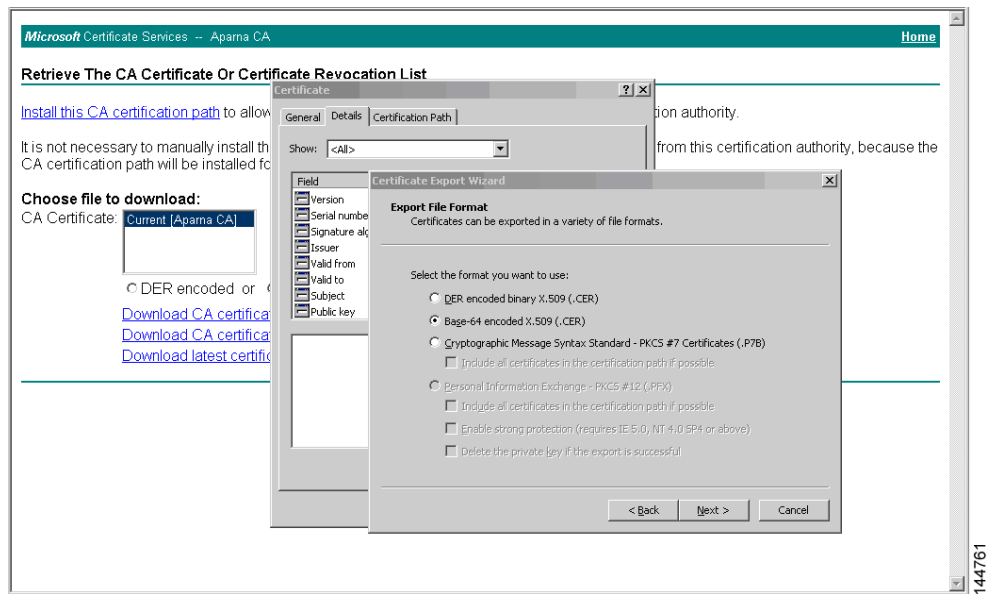 Microsoft Certificate Services -- Aparna CA
Home
Retrieve The CA Certificate Or Certificate Revocation List
Install this CA certification path to allow
tion authority.
It is not necessary to manually install th
from this certification authority, because the
CA certification path will be installed fo
Choose file to download:
CA Certificate:
Current [Aparna CA]
DER encoded or
Download CA certifica
Download CA certifica
Download latest certific
Certificate
General
Details
Certification Path
Show:
<All>
Field
Version
Serial numbe
Signature alg
Issuer
Valid from
Valid to
Subject
Public key
Certificate Export Wizard
Export File Format
Certificates can be exported in a variety of file formats.
Select the format you want to use:
DER encoded binary X.509 (.CER)
Base-64 encoded X.509 (.CER)
Cryptographic Message Syntax Standard - PKCS #7 Certificates (.P7B)
Include all certificates in the certification path if possible
Personal Information Exchange - PKCS #12 (.PFX)
Include all certificates in the certification path if possible
Enable strong protection (requires IE 5.0, NT 4.0 SP4 or above)
Delete the private key if the export is successful
< Back
Next >
Cancel
144761